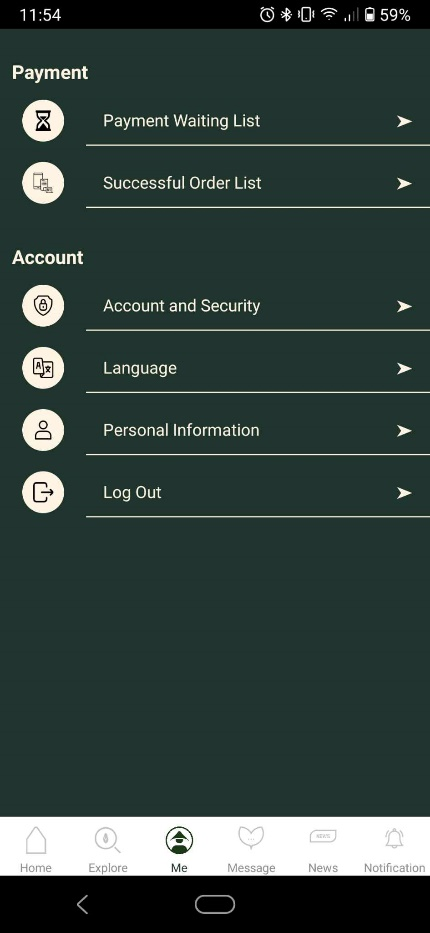 11:54
59%
Payment
Payment Waiting List
Successful Order List
Account
Account and Security
Language
Personal Information
Log Out
NEWS
Home Explore Me Message News Notification